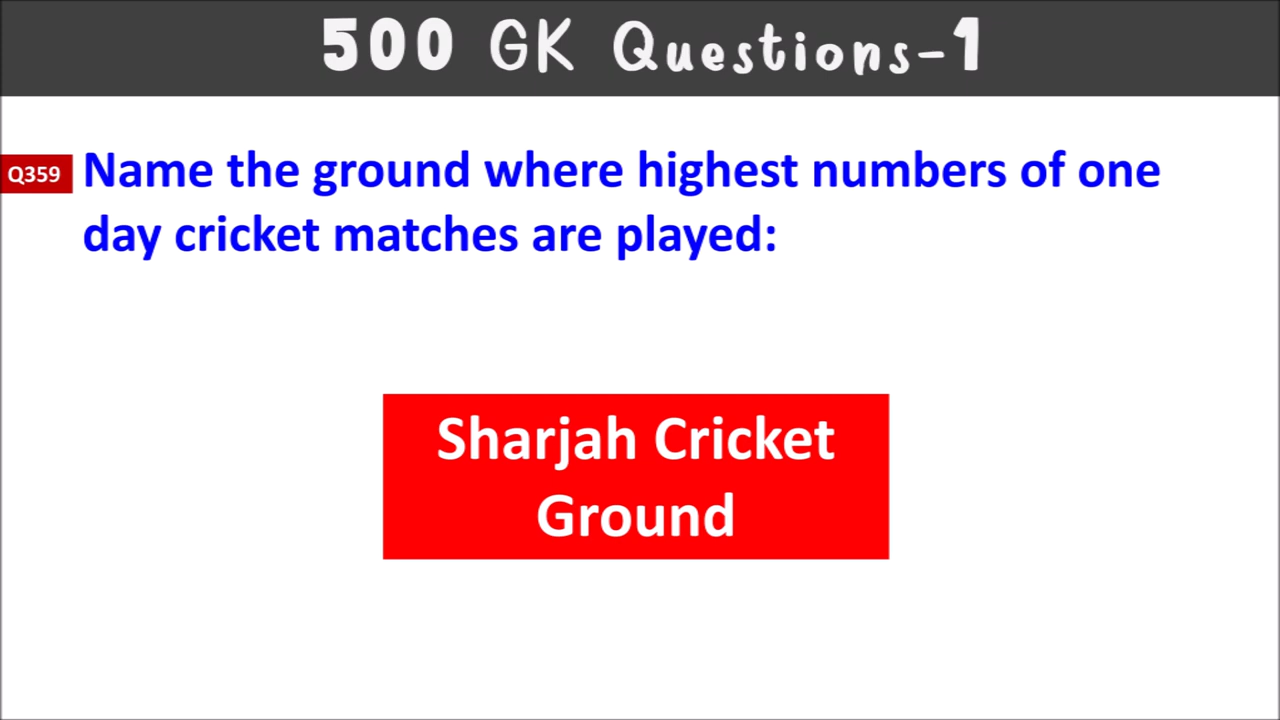 500 GK Questions-1
Q359
Name the ground where highest numbers of one
day cricket matches are played:
Sharjah Cricket
Ground